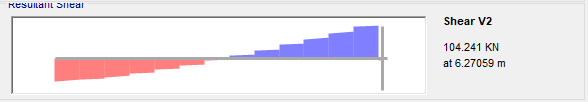 Resultant Shear
Shear V2
104.241 KN
at 6.27059 m